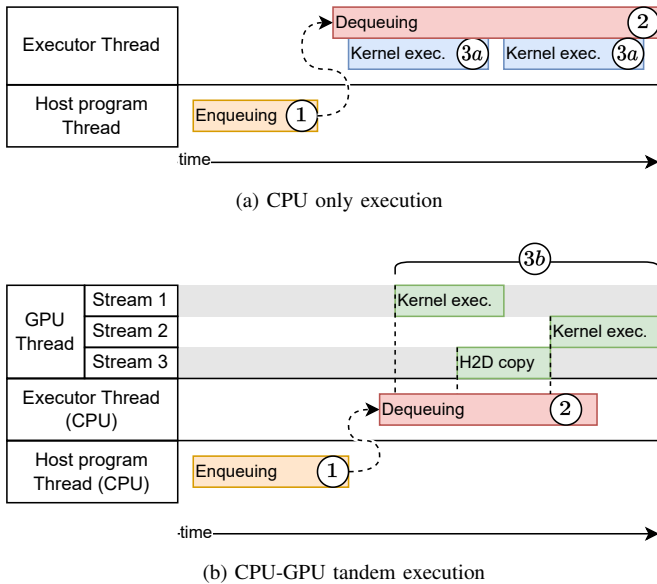 Executor Thread
Dequeuing 2
Kernel exec. 3a Kernel exec. 3a
Host program
Thread
Enqueuing 1
time
(a) CPU only execution
3b
GPU
Thread
Stream 1
Kernel exec.
Stream 2
Kernel exec.
Stream 3
H2D copy
Executor Thread
(CPU)
Dequeuing 2
Host program
Thread (CPU)
Enqueuing 1
time
(b) CPU-GPU tandem execution